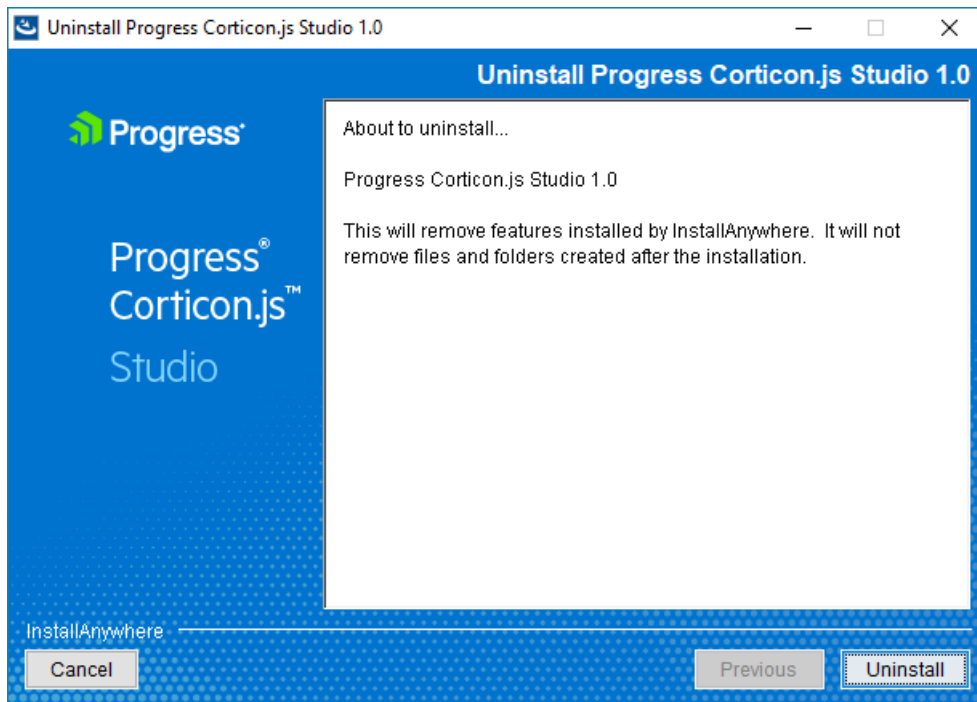 Uninstall Progress Corticon.js Studio 1.0
Uninstall Progress Corticon.js Studio 1.0
Progress®
Progress®
Corticon.js™
Studio
About to uninstall...
Progress Corticon.js Studio 1.0
This will remove features installed by InstallAnywhere.  It will not
remove files and folders created after the installation.
InstallAnywhere
Cancel
Previous
Uninstall